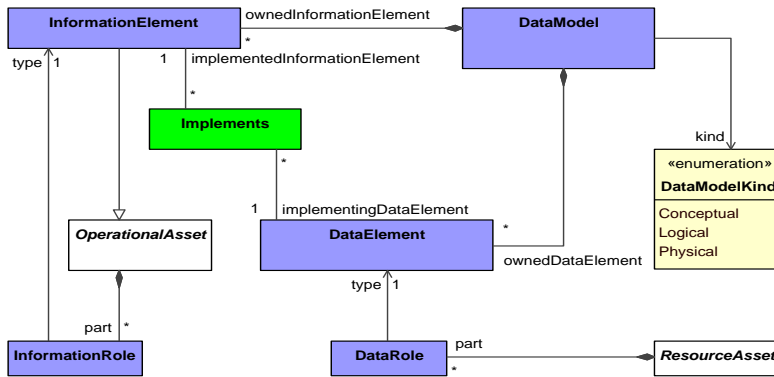 InformationElement
ownedInformationElement
*
DataModel
type
1
1
implementedInformationElement
*
Implements
*
kind
«enumeration»
DataModelKind
Conceptual
Logical
Physical
1
implementingDataElement
OperationalAsset
DataElement
*
ownedDataElement
type
1
part
*
InformationRole
DataRole
part
*
ResourceAsset